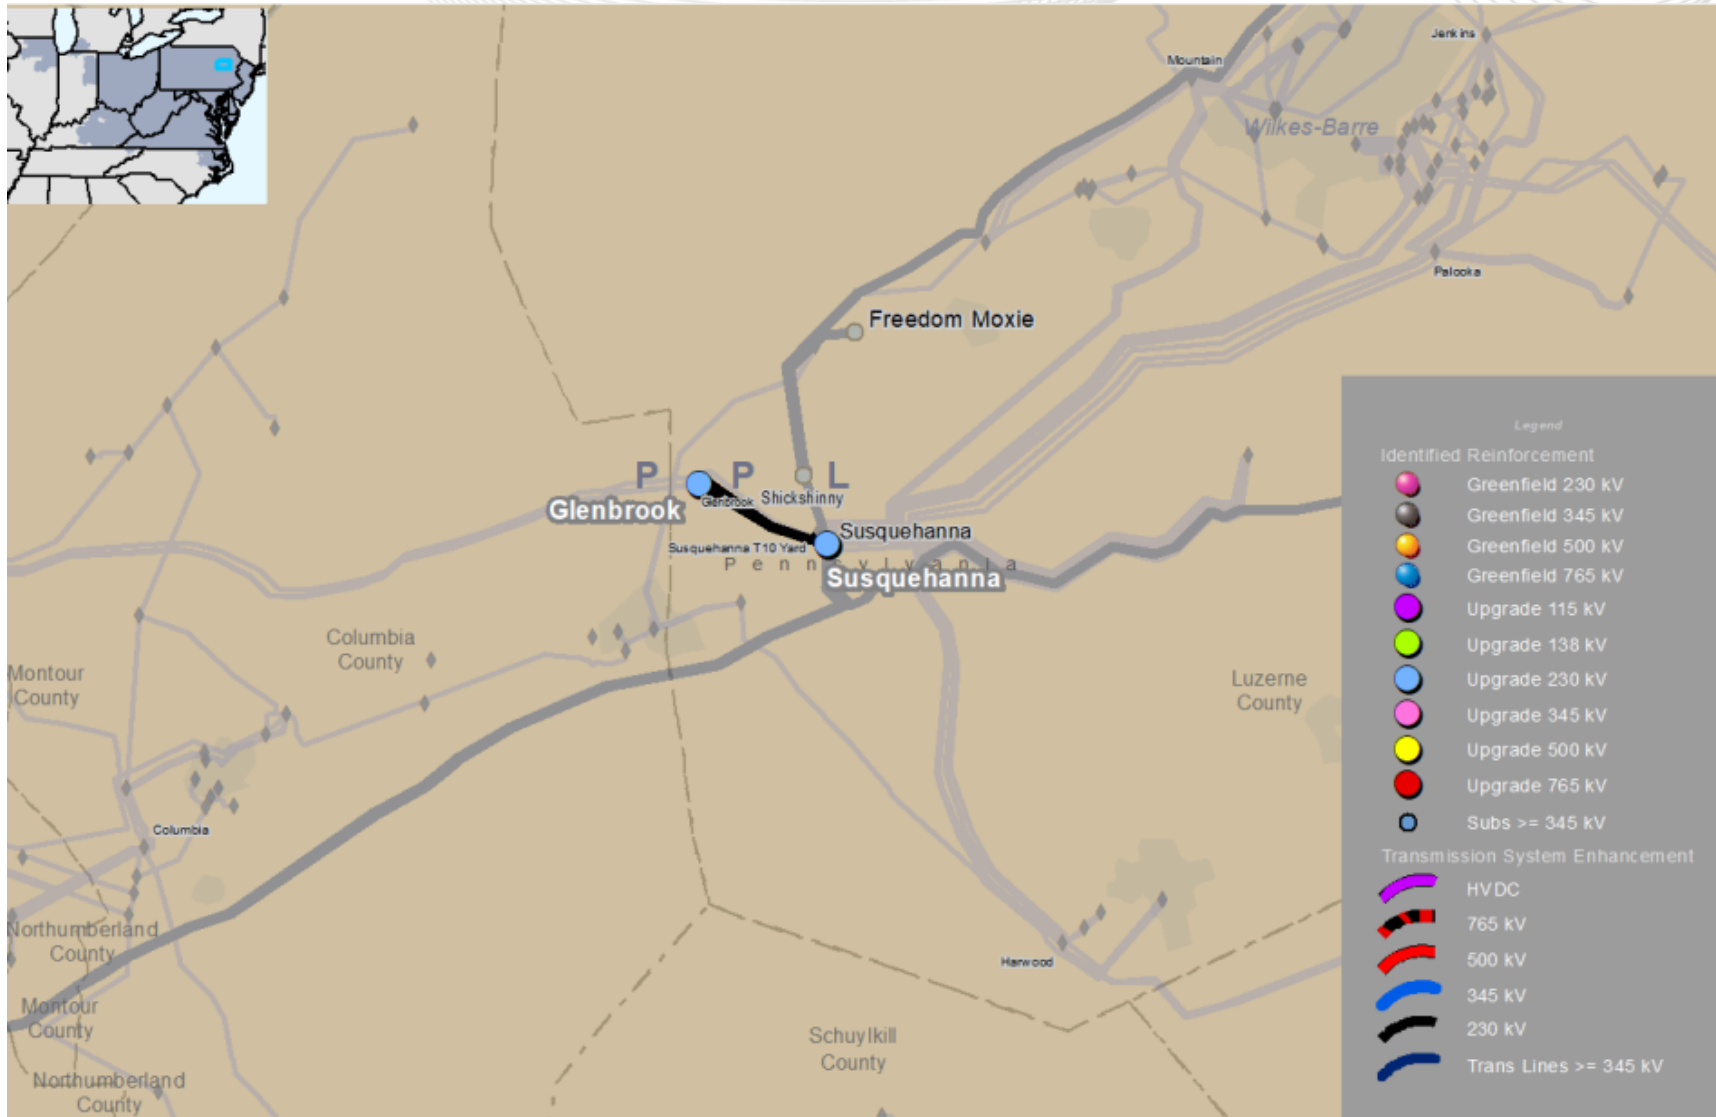 Jenkins
Mountain
Wilkes-Barre
Palooka
Freedom Moxie
P P L
Glenbrook
Shickshinny
Glenbrook
Susquehanna
Susquehanna T10 Yard
Pennsylvania
Susquehanna
Columbia
County
Montour
County
Luzerne
County
Columbia
Northumberland
County
Harwood
Montour
County
Schuylkill
County
Northumberland
County
Legend
Identified Reinforcement
Greenfield 230 kV
Greenfield 345 kV
Greenfield 500 kV
Greenfield 765 kV
Upgrade 115 kV
Upgrade 138 kV
Upgrade 230 kV
Upgrade 345 kV
Upgrade 500 kV
Upgrade 765 kV
Subs >= 345 kV
Transmission System Enhancement
HVDC
765 kV
500 kV
345 kV
230 kV
Trans Lines >= 345 kV